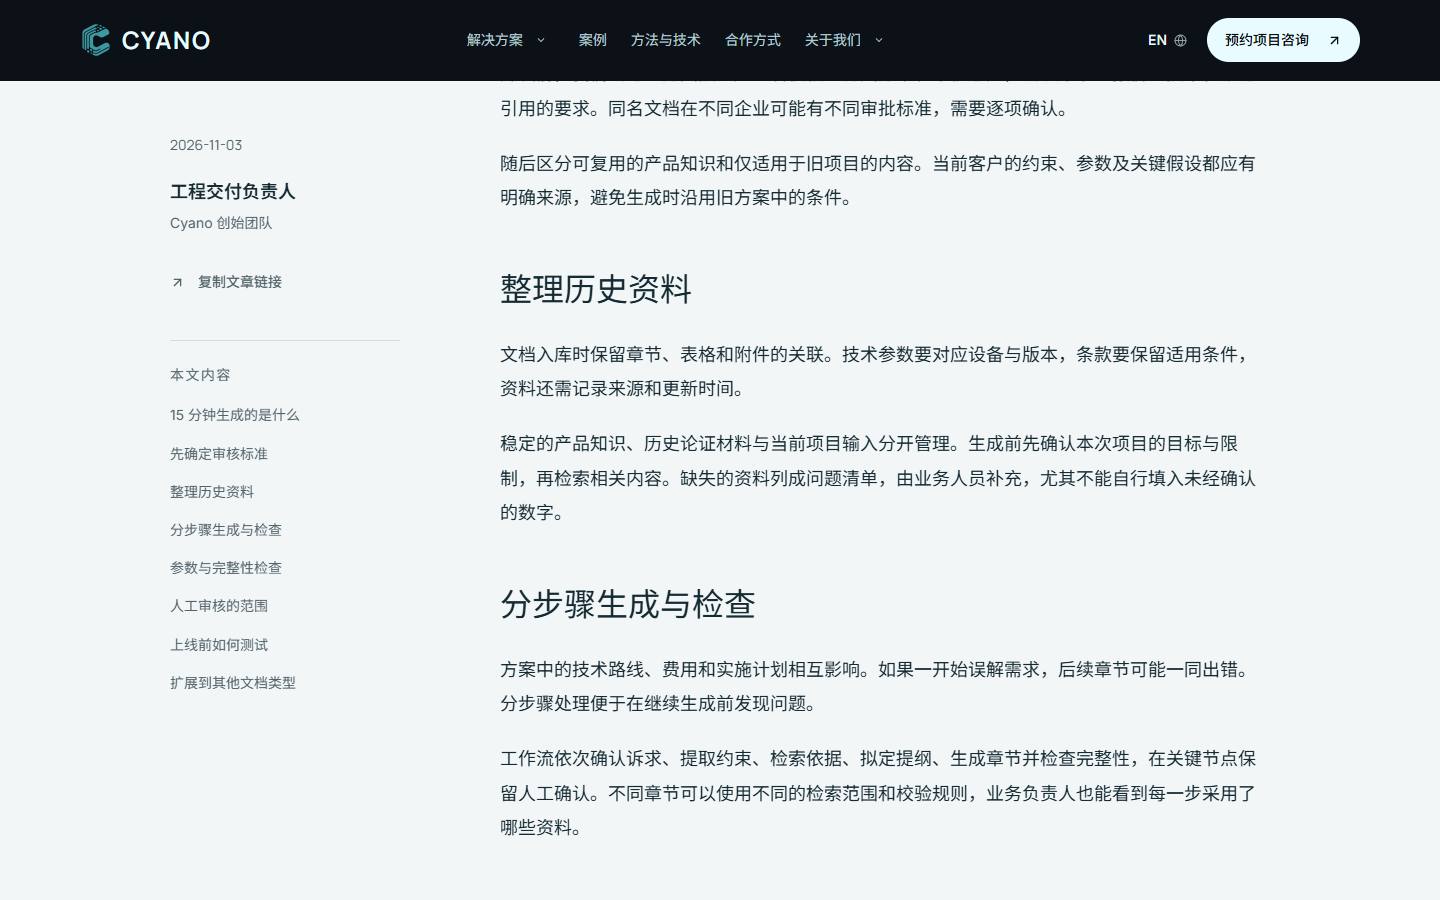 CYANO
解决方案
案例
方法与技术
合作方式
关于我们
EN
预约项目咨询
引用的要求。同名文档在不同企业可能有不同审批标准，需要逐项确认。
随后区分可复用的产品知识和仅适用于旧项目的内容。当前客户的约束、参数及关键假设都应有
明确来源，避免生成时沿用旧方案中的条件。
2026-11-03
工程交付负责人
Cyano 创始团队
复制文章链接
本文内容
15 分钟生成的是什么
先确定审核标准
整理历史资料
分步骤生成与检查
参数与完整性检查
人工审核的范围
上线前如何测试
扩展到其他文档类型
整理历史资料
文档入库时保留章节、表格和附件的关联。技术参数要对应设备与版本，条款要保留适用条件，
资料还需记录来源和更新时间。
稳定的产品知识、历史论证材料与当前项目输入分开管理。生成前先确认本次项目的目标与限
制，再检索相关内容。缺失的资料列成问题清单，由业务人员补充，尤其不能自行填入未经确认
的数字。
分步骤生成与检查
方案中的技术路线、费用和实施计划相互影响。如果一开始误解需求，后续章节可能一同出错。
分步骤处理便于在继续生成前发现问题。
工作流依次确认诉求、提取约束、检索依据、拟定提纲、生成章节并检查完整性，在关键节点保
留人工确认。不同章节可以使用不同的检索范围和校验规则，业务负责人也能看到每一步采用了
哪些资料。